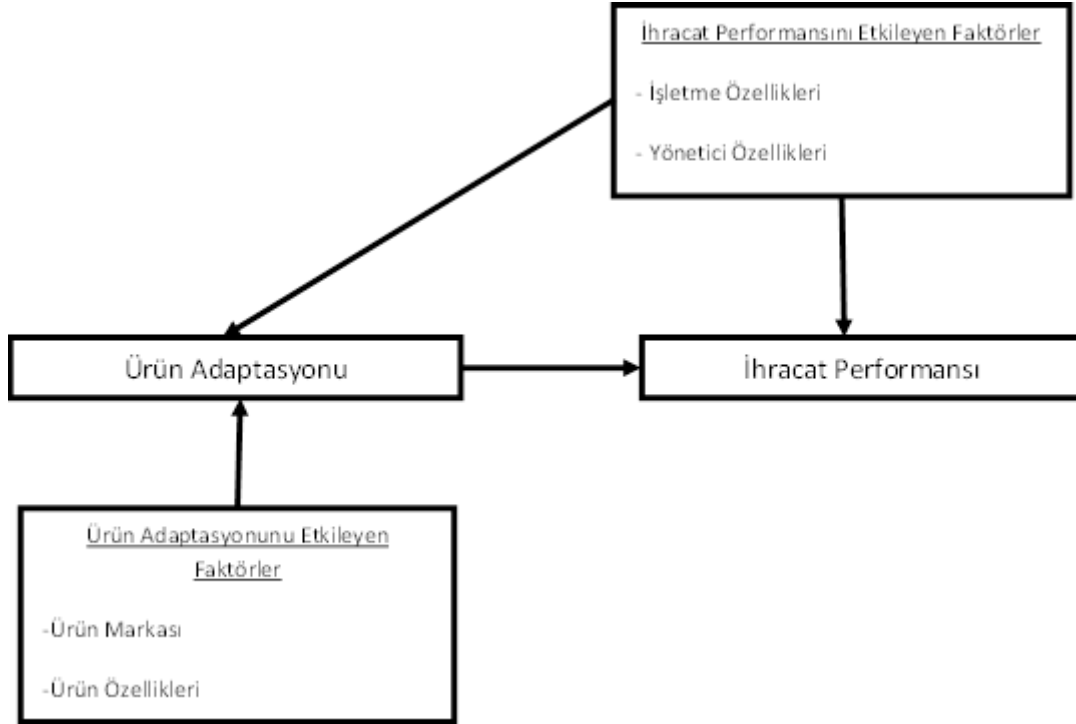 İhracat Performansını Etkileyen Faktörler
- İşletme Özellikleri
- Yönetici Özellikleri
Ürün Adaptasyonu
İhracat Performansı
Ürün Adaptasyonunu Etkileyen
Faktörler
-Ürün Markası
-Ürün Özellikleri